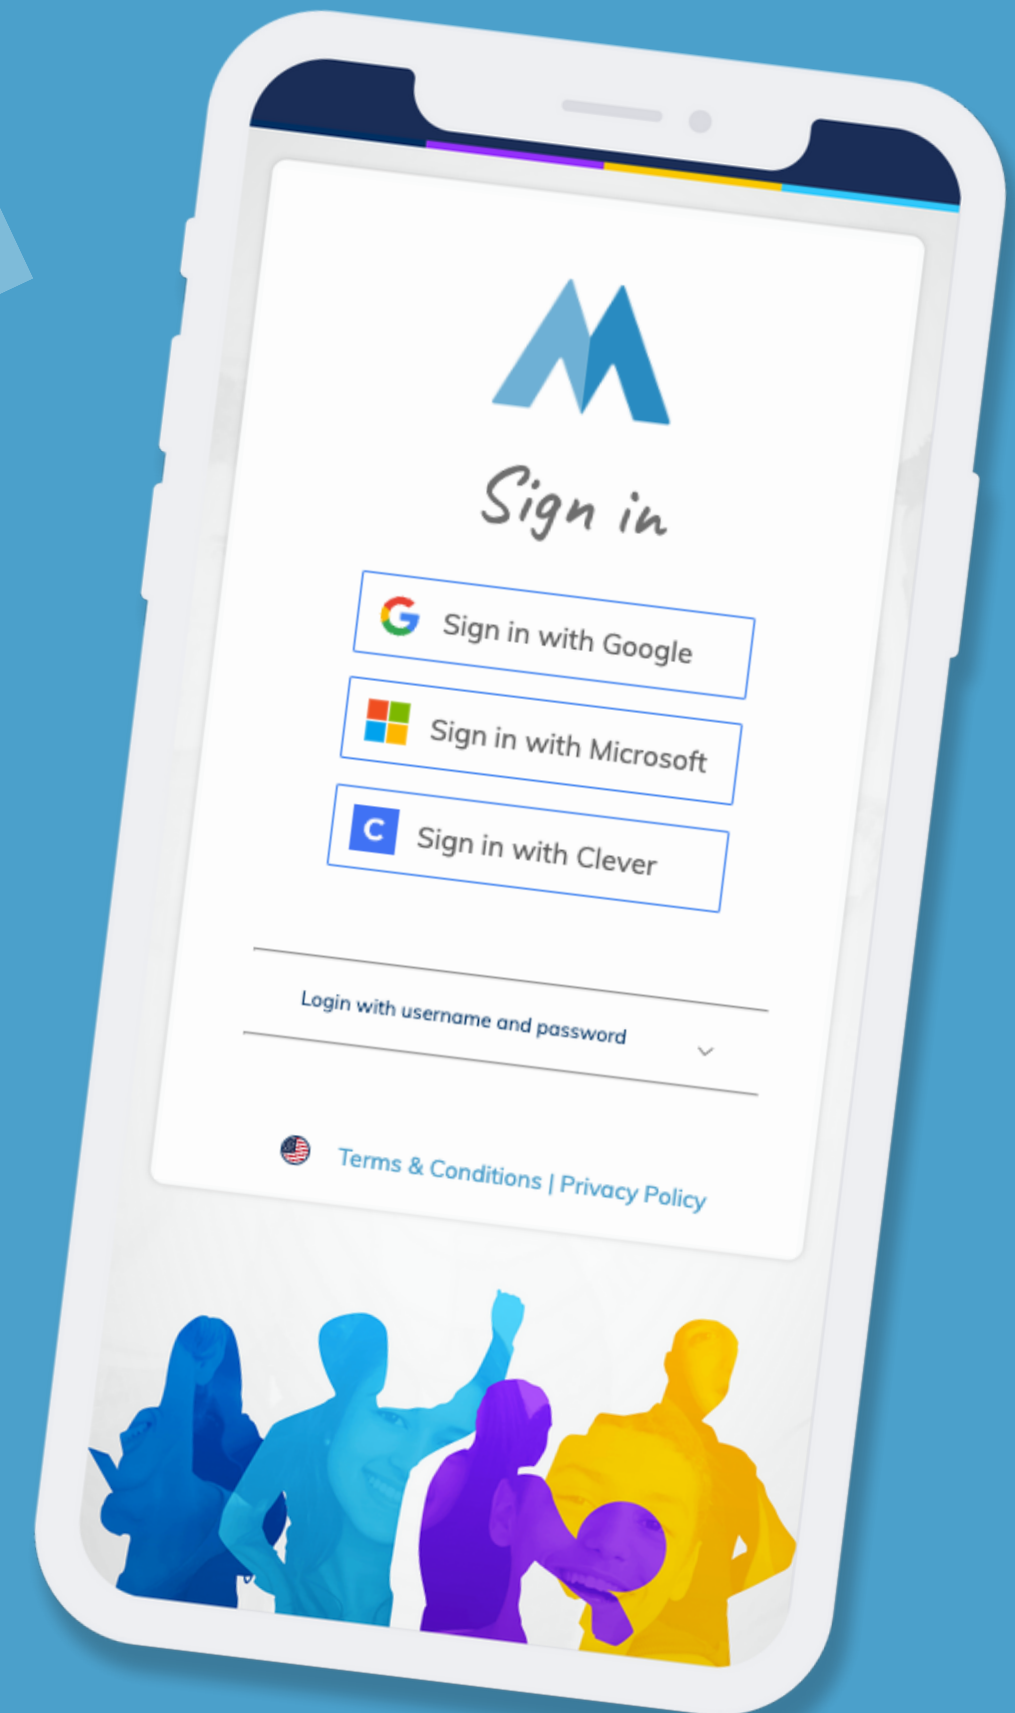 Sign in
Sign in with Google
Sign in with Microsoft
C Sign in with Clever
Login with username and password
Terms & Conditions | Privacy Policy